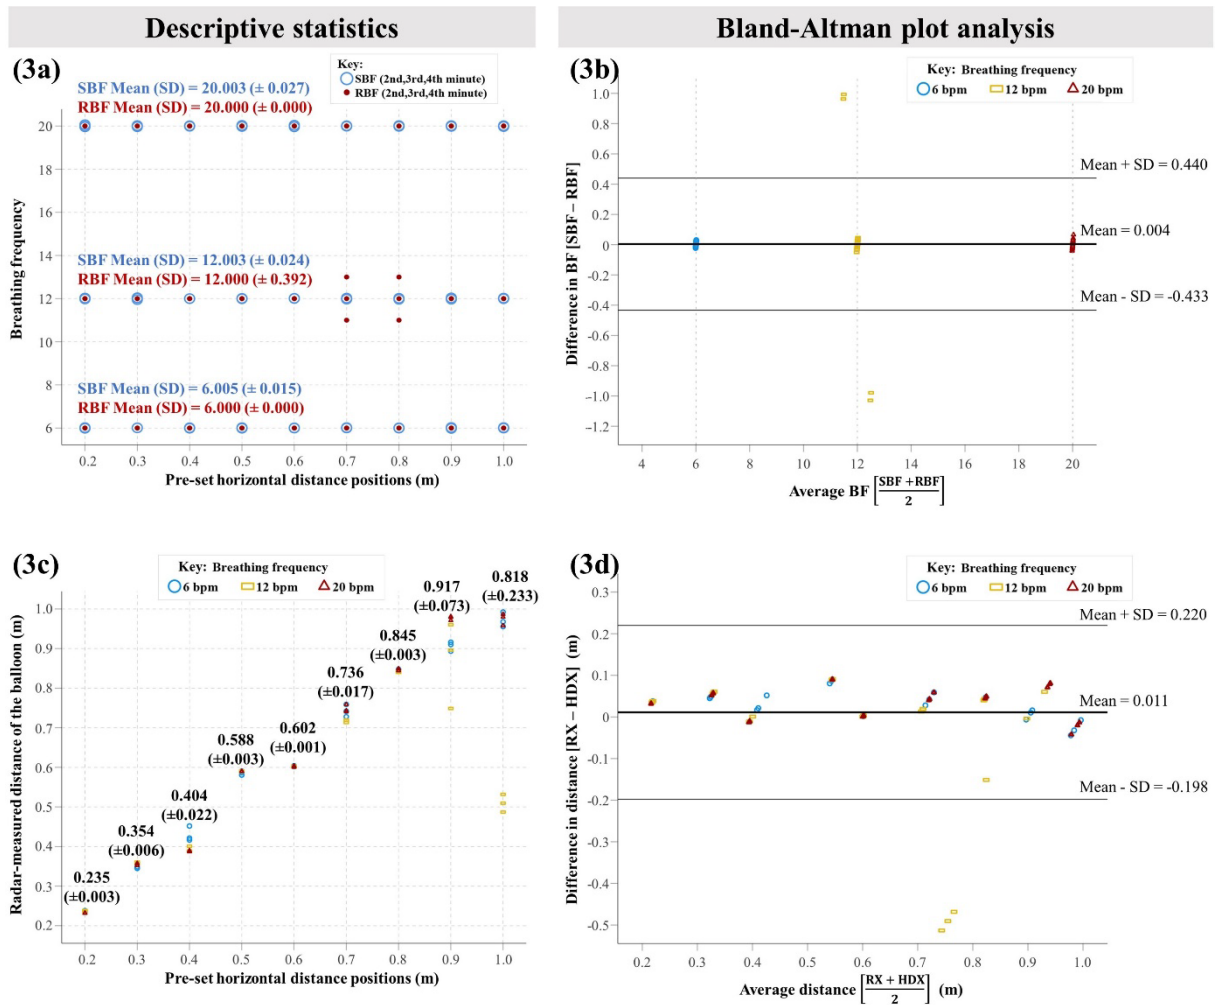 Descriptive statistics
Bland-Altman plot analysis
(3a)
Key:
SBF (2nd,3rd,4th minute)
RBF (2nd,3rd,4th minute)
SBF Mean (SD) = 20.003 (± 0.027)
RBF Mean (SD) = 20.000 (± 0.000)
SBF Mean (SD) = 12.003 (± 0.024)
RBF Mean (SD) = 12.000 (± 0.392)
SBF Mean (SD) = 6.005 (± 0.015)
RBF Mean (SD) = 6.000 (± 0.000)
Breathing frequency
20
18
16
14
12
10
8
6
0.2 0.3 0.4 0.5 0.6 0.7 0.8 0.9 1.0
Pre-set horizontal distance positions (m)
(3b)
Key: Breathing frequency
6 bpm 12 bpm 20 bpm
Difference in BF [SBF – RBF]
1.0
0.8
0.6
0.4
0.2
0
-0.2
-0.4
-0.6
-0.8
-1.0
-1.2
Mean + SD = 0.440
Mean = 0.004
Mean - SD = -0.433
4 6 8 10 12 14 16 18 20
Average BF [SBF +RBF / 2]
(3c)
Key: Breathing frequency
6 bpm 12 bpm 20 bpm
Radar-measured distance of the balloon (m)
1.0
0.9
0.8
0.7
0.6
0.5
0.4
0.3
0.2
0.235
(±0.003)
0.354
(±0.006)
0.404
(±0.022)
0.588
(±0.003)
0.602
(±0.001)
0.736
(±0.017)
0.845
(±0.003)
0.917
(±0.073)
0.818
(±0.233)
0.2 0.3 0.4 0.5 0.6 0.7 0.8 0.9 1.0
Pre-set horizontal distance positions (m)
(3d)
Key: Breathing frequency
6 bpm 12 bpm 20 bpm
Difference in distance [RX – HDX] (m)
0.3
0.2
0.1
0
-0.1
-0.2
-0.3
-0.4
-0.5
Mean + SD = 0.220
Mean = 0.011
Mean - SD = -0.198
0.2 0.3 0.4 0.5 0.6 0.7 0.8 0.9 1.0
Average distance [RX + HDX / 2] (m)